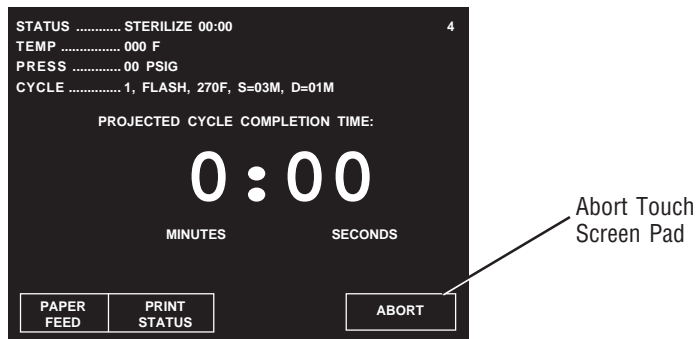 STATUS ............ STERILIZE 00:00 4
TEMP ................ 000 F
PRESS ............. 00 PSIG
CYCLE .............. 1, FLASH, 270F, S=03M, D=01M
PROJECTED CYCLE COMPLETION TIME:
0:00
MINUTES SECONDS
Abort Touch
Screen Pad
PAPER
FEED
PRINT
STATUS
ABORT